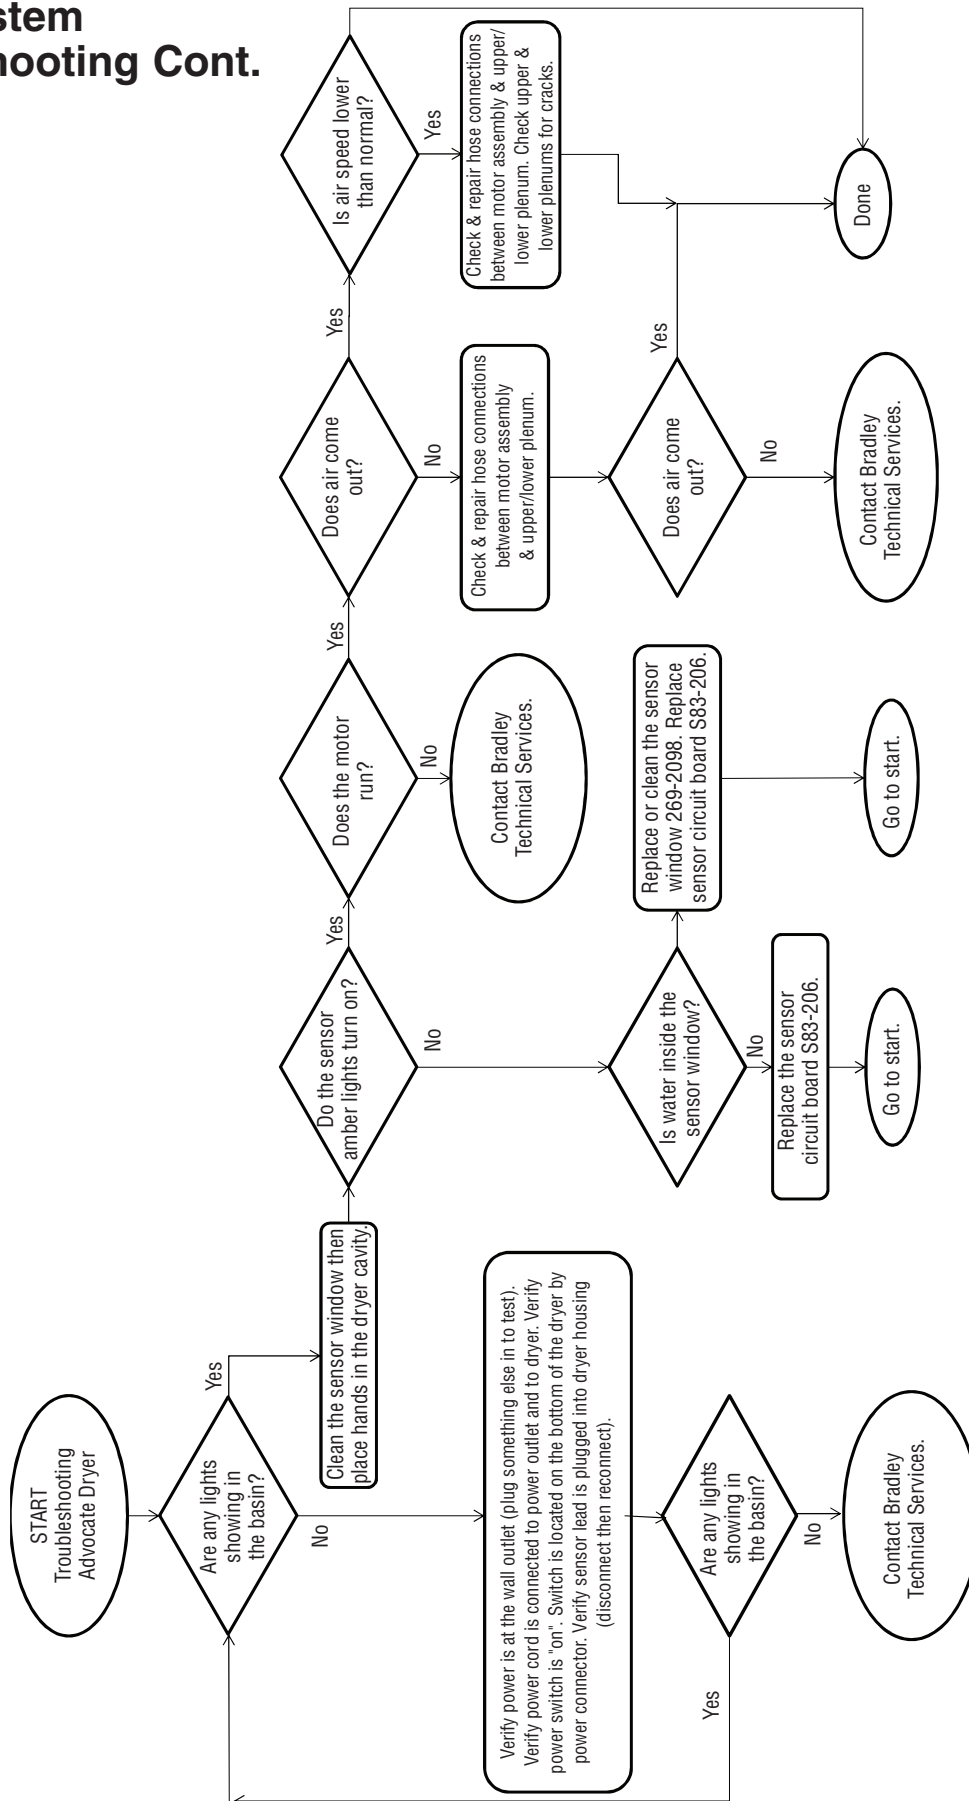 stem
hooting Cont.
START
Troubleshooting
Advocate Dryer
Are any lights
showing in
the basin?
Yes
No
Clean the sensor window then
place hands in the dryer cavity.
Verify power is at the wall outlet (plug something else in to test).
Verify power cord is connected to power outlet and to dryer. Verify
power switch is "on". Switch is located on the bottom of the dryer by
power connector. Verify sensor lead is plugged into dryer housing
(disconnect then reconnect).
Are any lights
showing in
the basin?
Yes
No
Contact Bradley
Technical Services.
Do the sensor
amber lights turn on?
Yes
No
Is water inside the
sensor window?
No
Replace the sensor
circuit board S83-206.
Go to start.
Replace or clean the sensor
window 269-2098. Replace
sensor circuit board S83-206.
Go to start.
Does the motor
run?
Yes
No
Contact Bradley
Technical Services.
Does air come
out?
Yes
No
Check & repair hose connections
between motor assembly
& upper/lower plenum.
Does air come
out?
Yes
No
Contact Bradley
Technical Services.
Is air speed lower
than normal?
Yes
Check & repair hose connections
between motor assembly & upper/
lower plenum. Check upper &
lower plenums for cracks.
Done